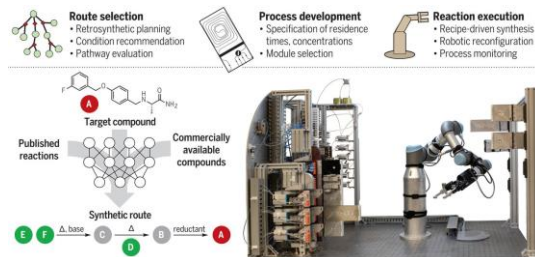 Route selection
• Retrosynthetic planning
• Condition recommendation
• Pathway evaluation
Process development
• Specification of residence
times, concentrations
• Module selection
Reaction execution
• Recipe-driven synthesis
• Robotic reconfiguration
• Process monitoring
F
O
H
N
O
NH₂
A
Target compound
Published
reactions
Commercially
available
compounds
Synthetic route
E F Δ, base C Δ B reductant A
D